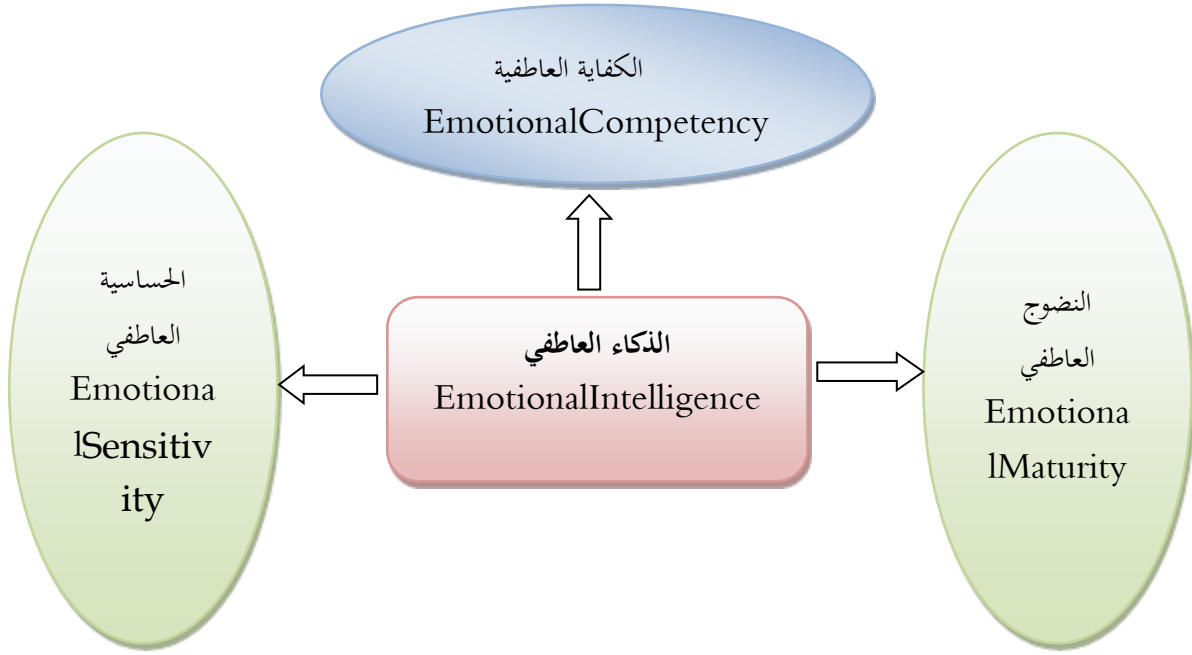 الكفاية العاطفية
EmotionalCompetency
الحساسية
العاطفي
Emotiona
lSensitiv
ity
الذكاء العاطفي
EmotionalIntelligence
النضوج
العاطفي
Emotiona
lMaturity